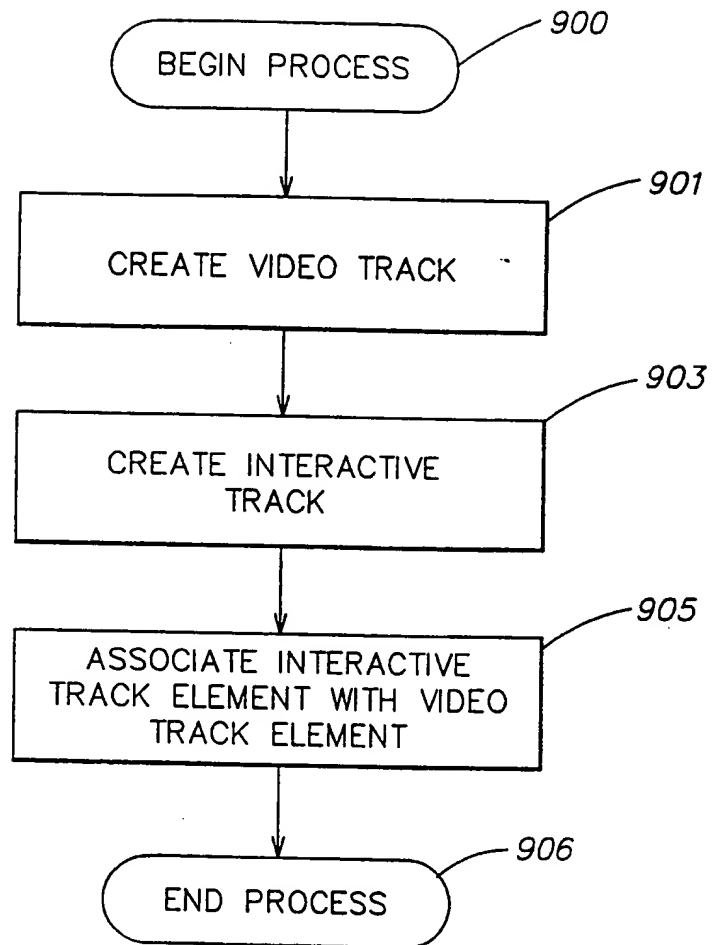 900
BEGIN PROCESS
901
CREATE VIDEO TRACK
903
CREATE INTERACTIVE
TRACK
905
ASSOCIATE INTERACTIVE
TRACK ELEMENT WITH VIDEO
TRACK ELEMENT
906
END PROCESS